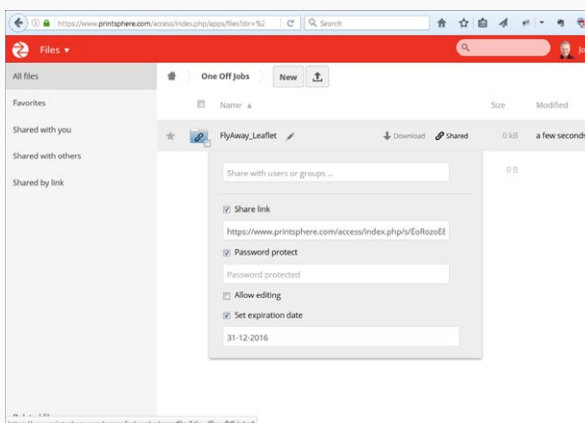 https://www.printsphere.com/access/index.php/apps/files?dir=%2
Search
Files
All files
One Off Jobs
New
Favorites
Name
Size
Modified
Shared with you
FlyAway_Leaflet
Download
Shared
0 kB
a few seconds
Shared with others
Share with users or groups ...
0 B
Shared by link
Share link
https://www.printsphere.com/access/index.php/s/EoRozoEE
Password protect
Password protected
Allow editing
Set expiration date
31-12-2016